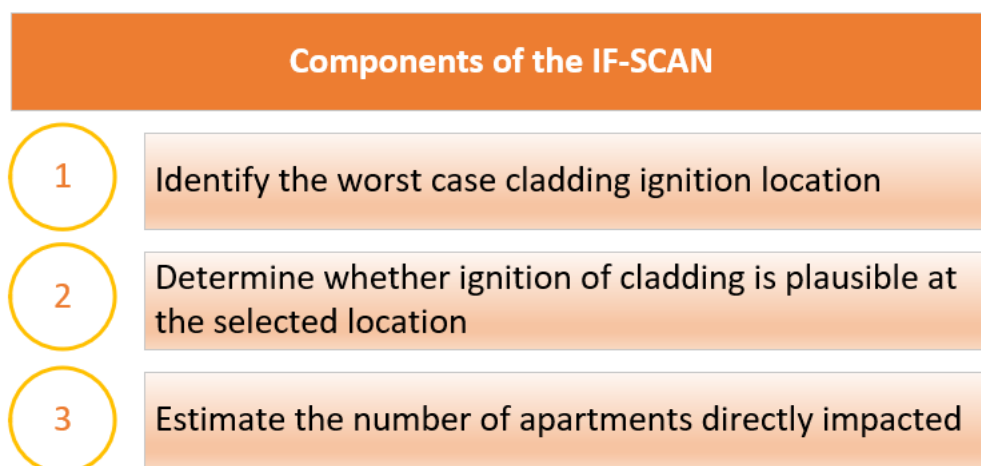 Components of the IF-SCAN
1
Identify the worst case cladding ignition location
2
Determine whether ignition of cladding is plausible at
the selected location
3
Estimate the number of apartments directly impacted